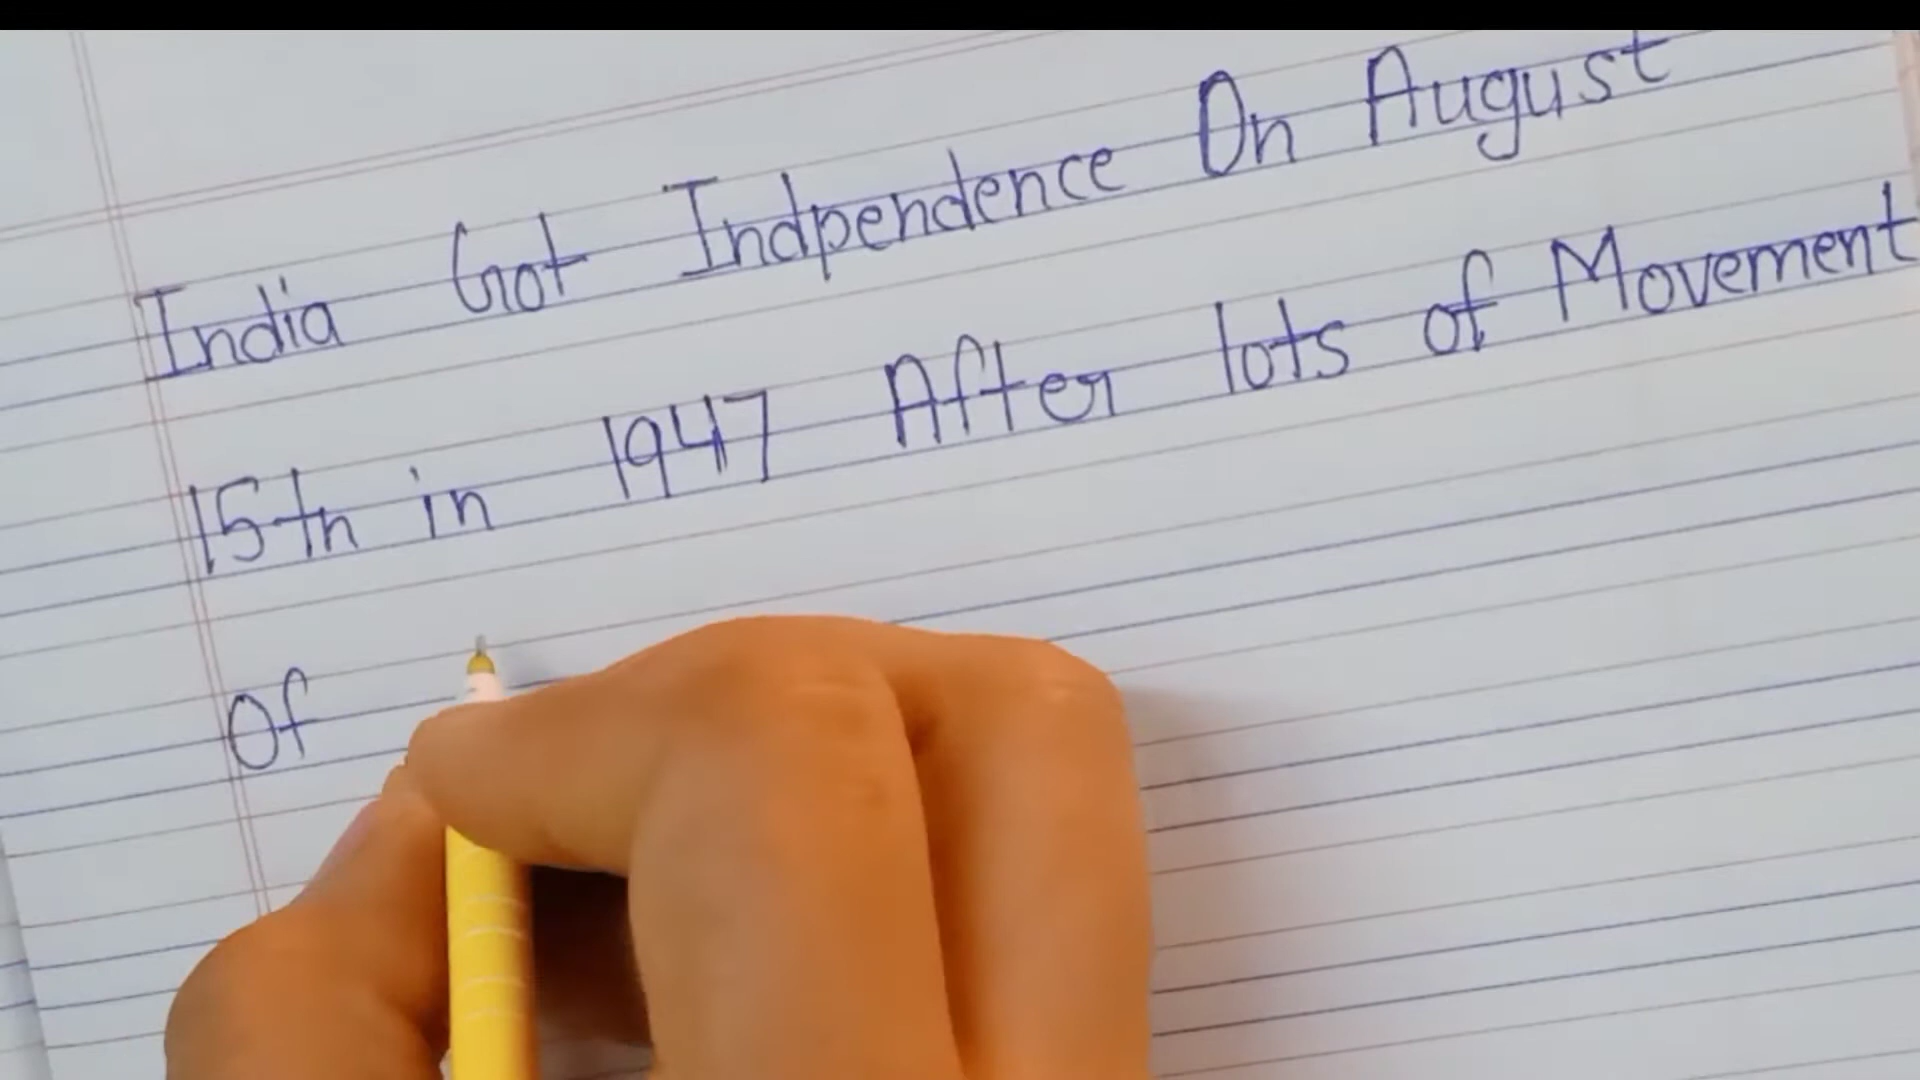 India Got Indpendence On August
15th in 1947 After lots of Movement
Of